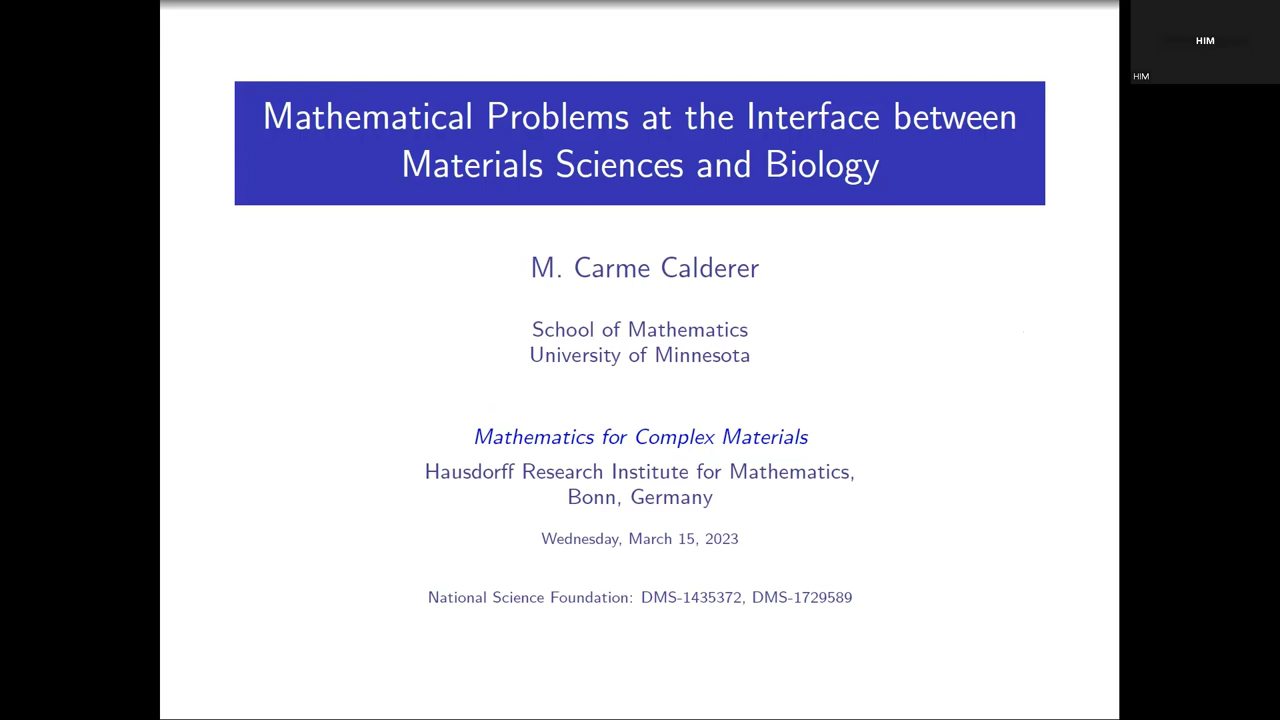 Mathematical Problems at the Interface between
Materials Sciences and Biology
M. Carme Calderer
School of Mathematics
University of Minnesota
Mathematics for Complex Materials
Hausdorff Research Institute for Mathematics,
Bonn, Germany
Wednesday, March 15, 2023
National Science Foundation: DMS-1435372, DMS-1729589
HIM
HIM